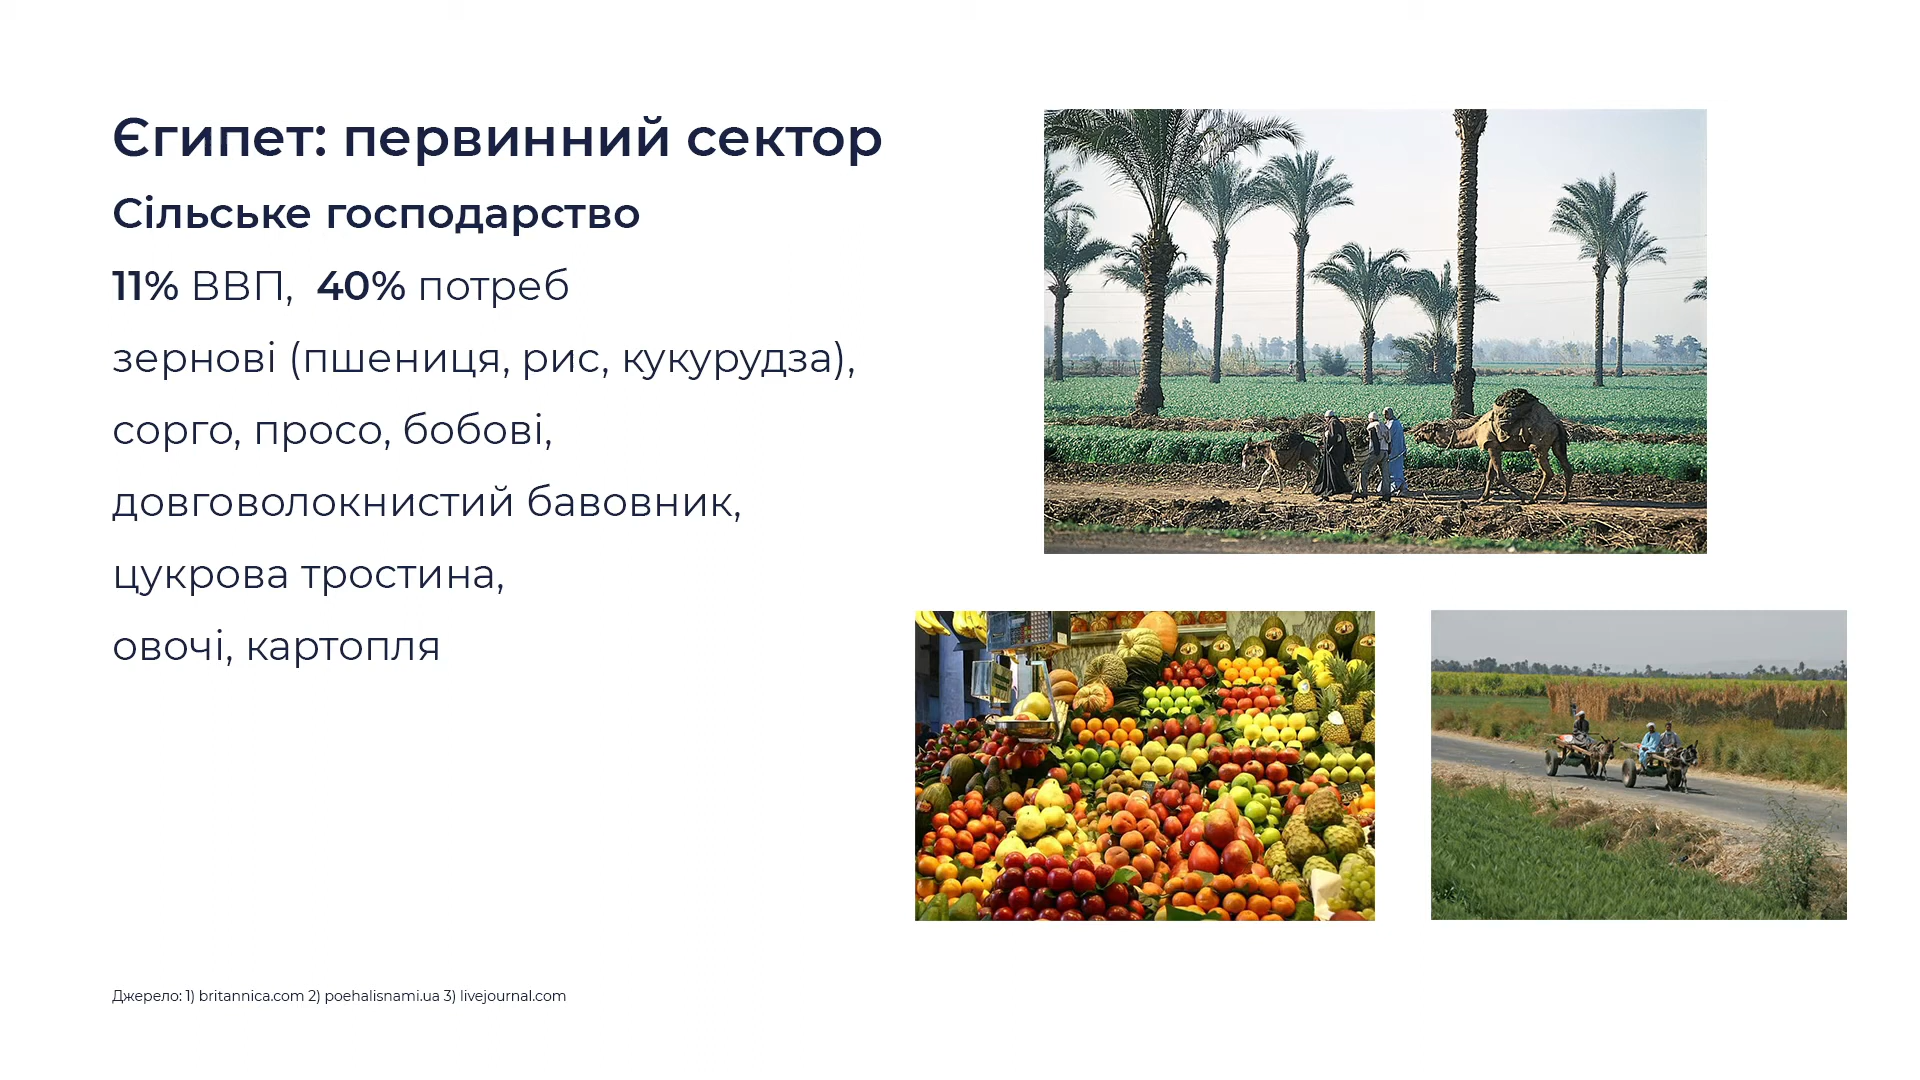 Єгипет: первинний сектор
Сільське господарство
11% ВВП, 40% потреб
зернові (пшениця, рис, кукурудза),
сорго, просо, бобові,
довговолокнистий бавовник,
цукрова тростина,
овочі, картопля
Джерело: 1) britannica.com 2) poehalisnami.ua 3) livejournal.com